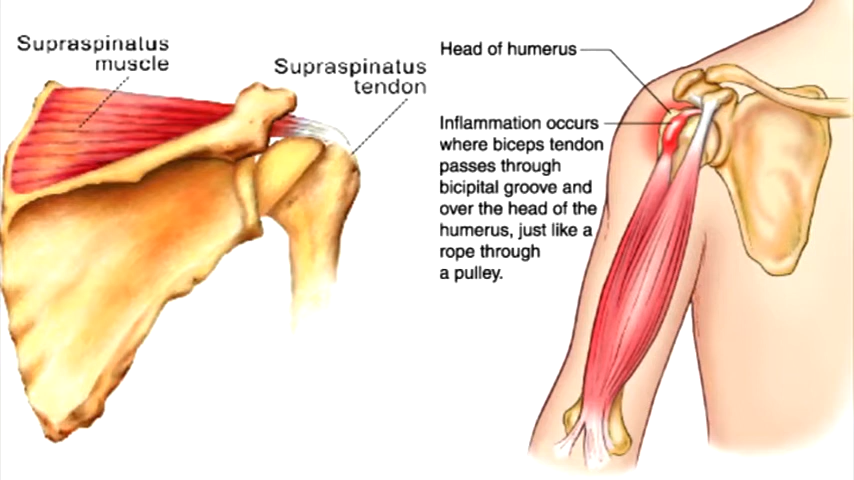 Supraspinatus
muscle
Supraspinatus
tendon
Head of humerus
Inflammation occurs
where biceps tendon
passes through
bicipital groove and
over the head of the
humerus, just like a
rope through
a pulley.